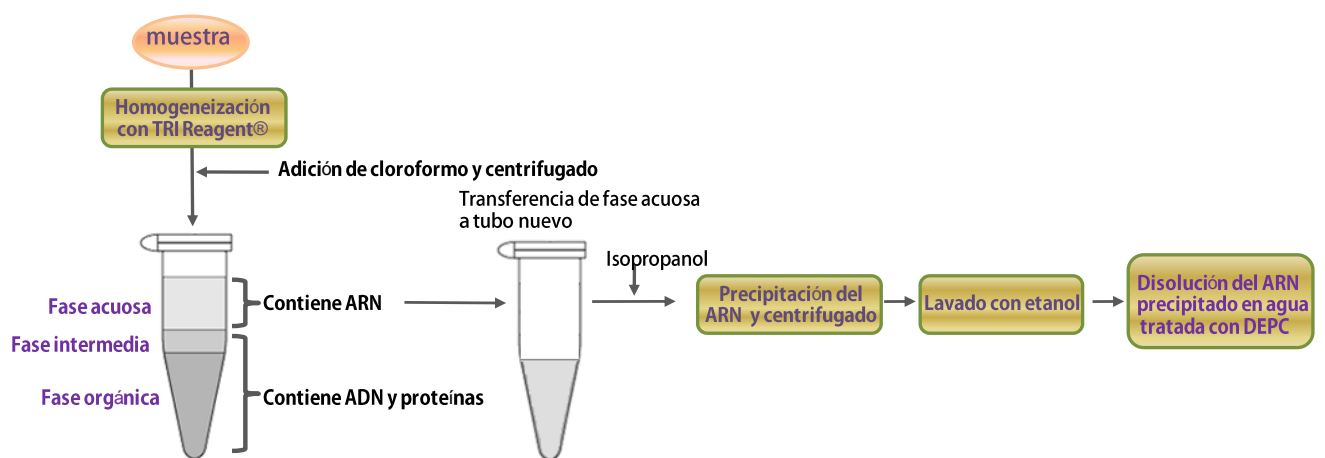 muestra
Homogeneización
con TRI Reagent®
Adición de cloroformo y centrifugado
Transferencia de fase acuosa
a tubo nuevo
Isopropanol
Fase acuosa
Contiene ARN
Fase intermedia
Fase orgánica
Contiene ADN y proteínas
Precipitación del
ARN y centrifugado
Lavado con etanol
Disolución del ARN
precipitado en agua
tratada con DEPC